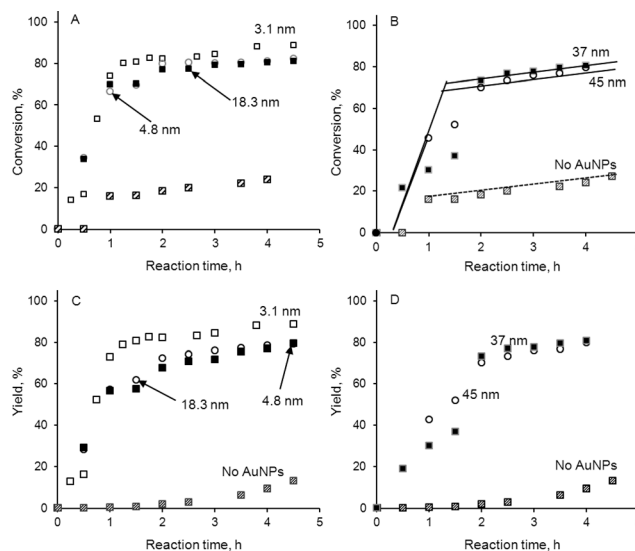 A
3.1 nm
4.8 nm
18.3 nm
Conversion, %
100
80
60
40
20
0
0 1 2 3 4 5
Reaction time, h
B
37 nm
45 nm
No AuNPs
Conversion, %
100
80
60
40
20
0
0 1 2 3 4
Reaction time, h
C
3.1 nm
18.3 nm
4.8 nm
No AuNPs
Yield, %
100
80
60
40
20
0
0 1 2 3 4 5
Reaction time, h
D
37 nm
45 nm
No AuNPs
Yield, %
100
80
60
40
20
0
0 1 2 3 4
Reaction time, h